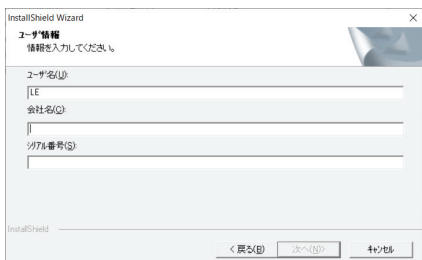 InstallShield Wizard
ユーザ情報
情報を入力してください。
ユーザ名(U):
LE
会社名(C):
シリアル番号(S):
InstallShield
< 戻る(B)
次へ(N)>
キャンセル